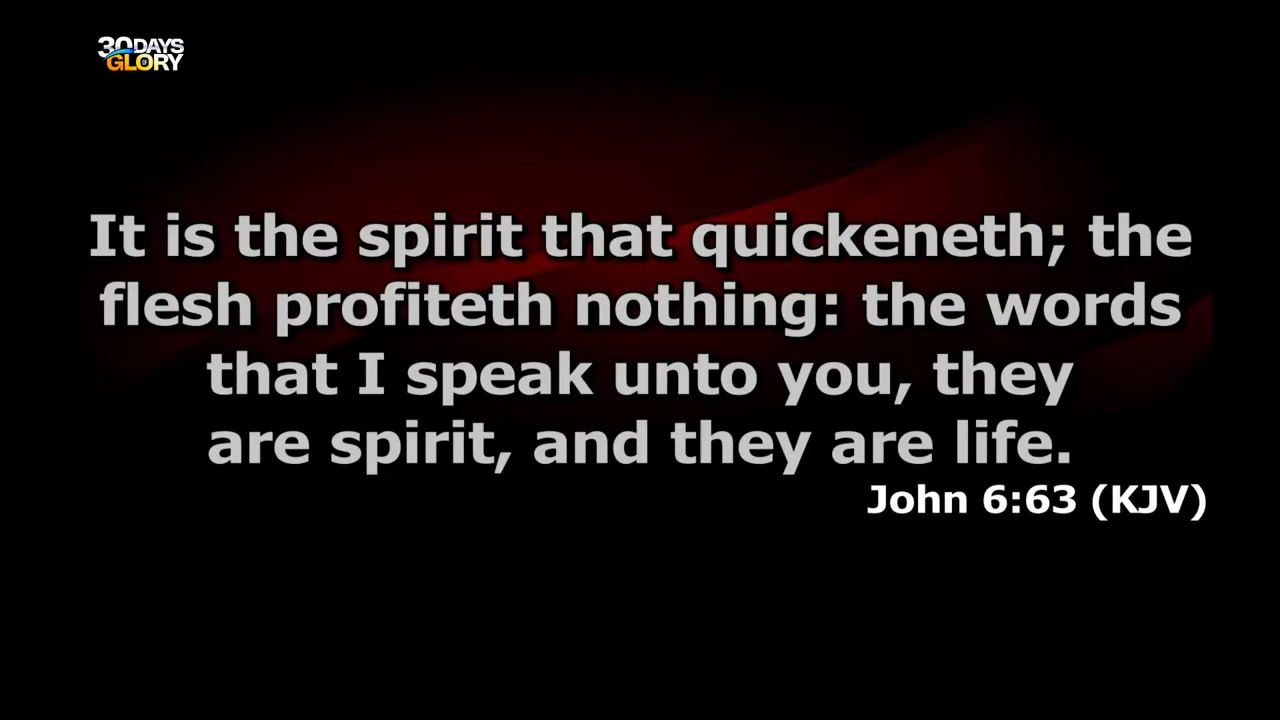 30DAYS
OF
GLORY
It is the spirit that quickeneth; the
flesh profiteth nothing: the words
that I speak unto you, they
are spirit, and they are life.
John 6:63 (KJV)